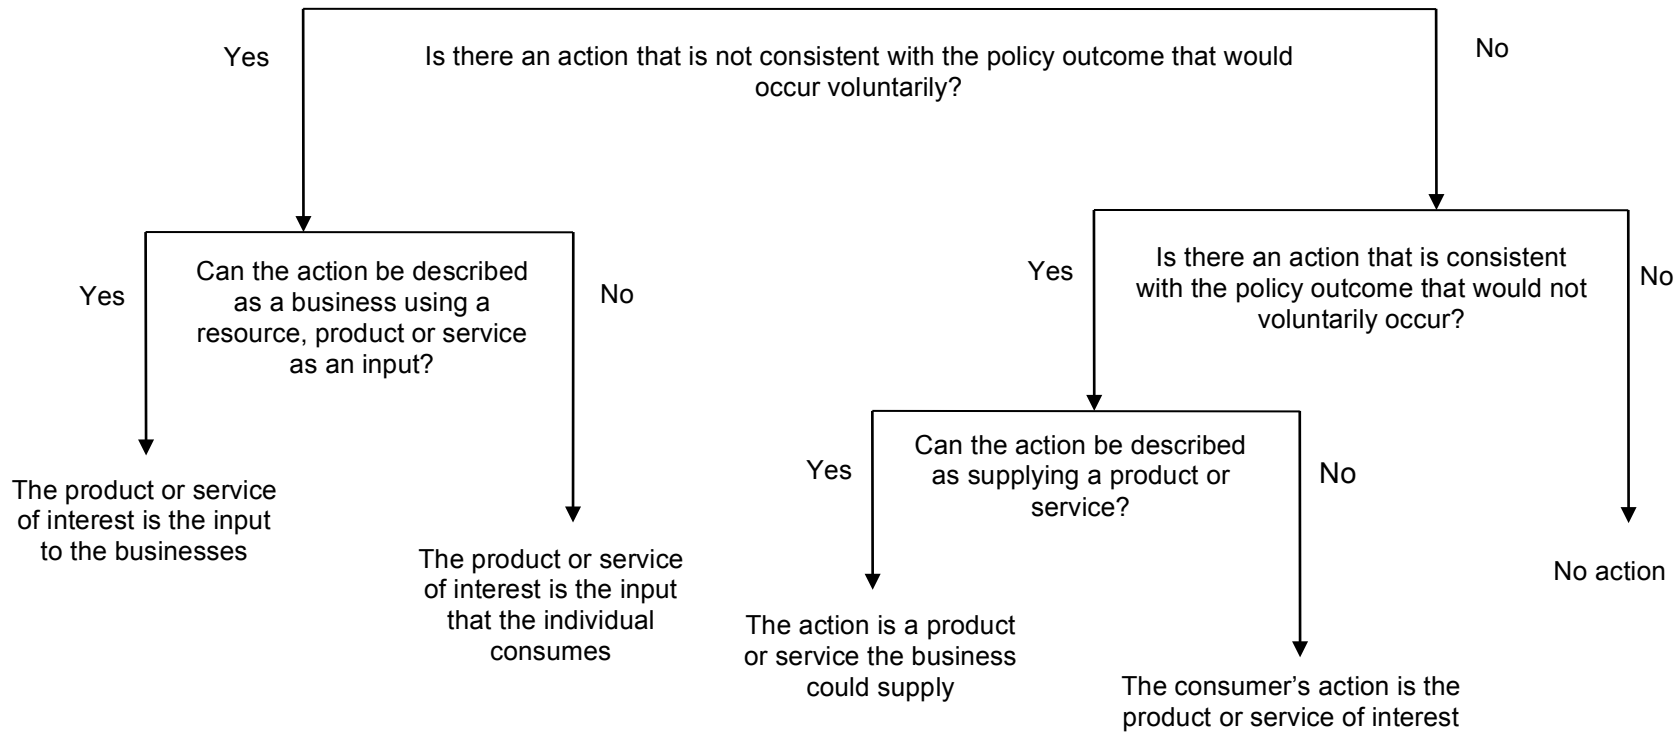 Yes
Is there an action that is not consistent with the policy outcome that would
occur voluntarily?
No
Yes
Can the action be described
as a business using a
resource, product or service
as an input?
No
Yes
Is there an action that is consistent
with the policy outcome that would not
voluntarily occur?
No
The product or service
of interest is the input
to the businesses
The product or service
of interest is the input
that the individual
consumes
Yes
Can the action be described
as supplying a product or
service?
No
No action
The action is a product
or service the business
could supply
The consumer’s action is the
product or service of interest